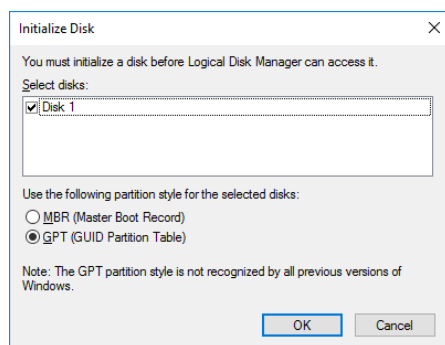 Initialize Disk
You must initialize a disk before Logical Disk Manager can access it.
Select disks:
Disk 1
Use the following partition style for the selected disks:
MBR (Master Boot Record)
GPT (GUID Partition Table)
Note: The GPT partition style is not recognized by all previous versions of
Windows.
OK Cancel